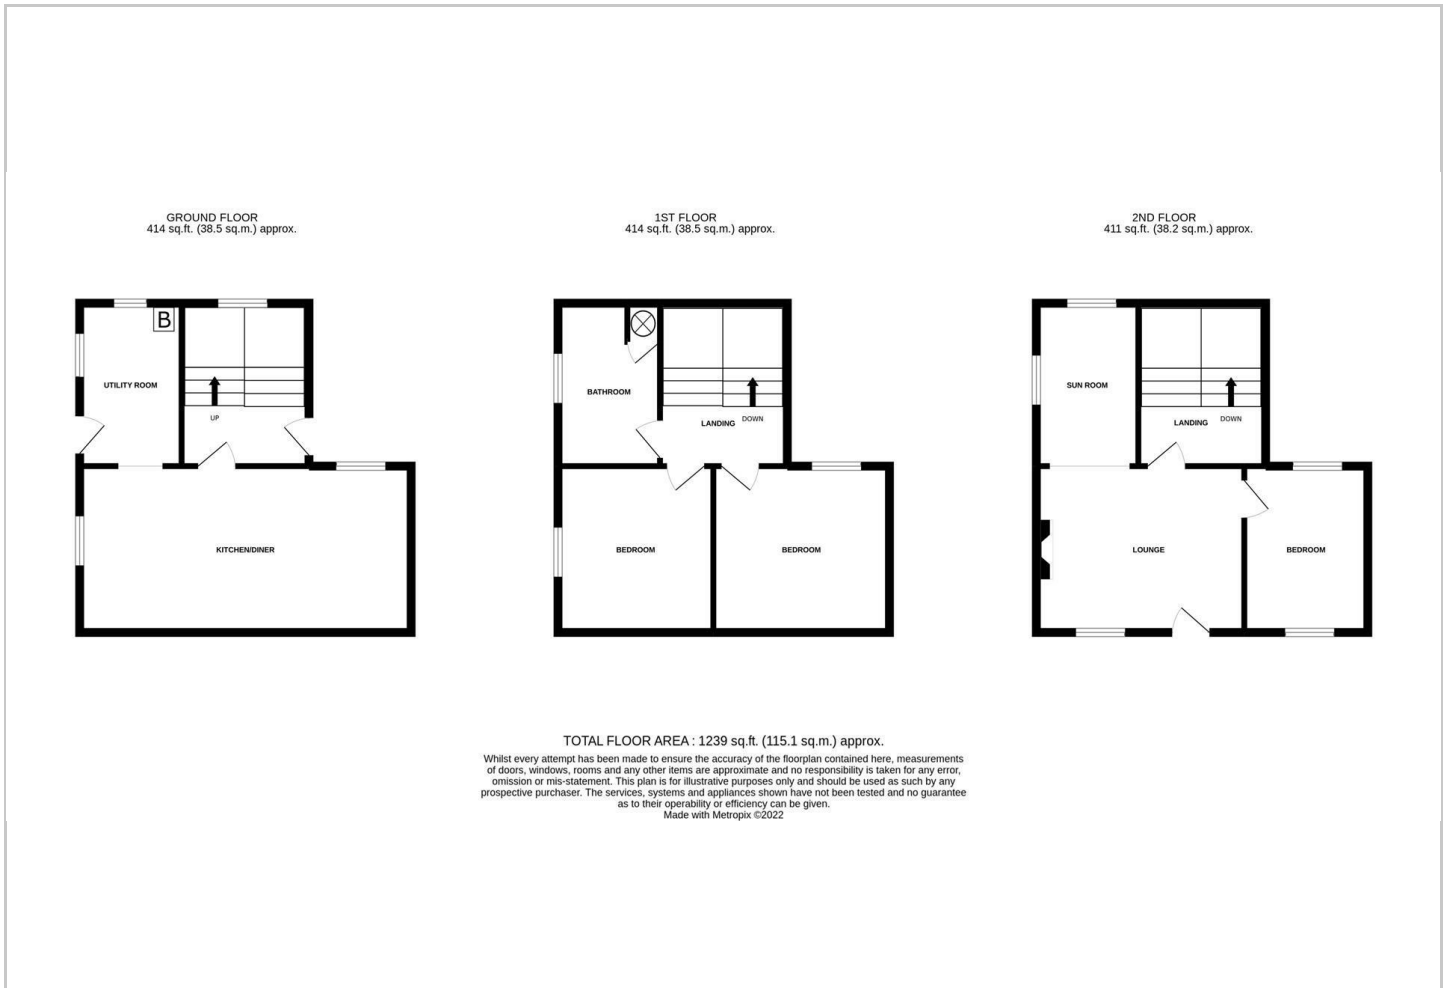 GROUND FLOOR
414 sq.ft. (38.5 sq.m.) approx.
1ST FLOOR
414 sq.ft. (38.5 sq.m.) approx.
2ND FLOOR
411 sq.ft. (38.2 sq.m.) approx.
B
UTILITY ROOM
UP
KITCHEN/DINER
BATHROOM
LANDING
DOWN
BEDROOM
BEDROOM
SUN ROOM
LANDING
DOWN
LOUNGE
BEDROOM
TOTAL FLOOR AREA : 1239 sq.ft. (115.1 sq.m.) approx.
Whilst every attempt has been made to ensure the accuracy of the floorplan contained here, measurements
of doors, windows, rooms and any other items are approximate and no responsibility is taken for any error,
omission or mis-statement. This plan is for illustrative purposes only and should be used as such by any
prospective purchaser. The services, systems and appliances shown have not been tested and no guarantee
as to their operability or efficiency can be given.
Made with Metropix ©2022